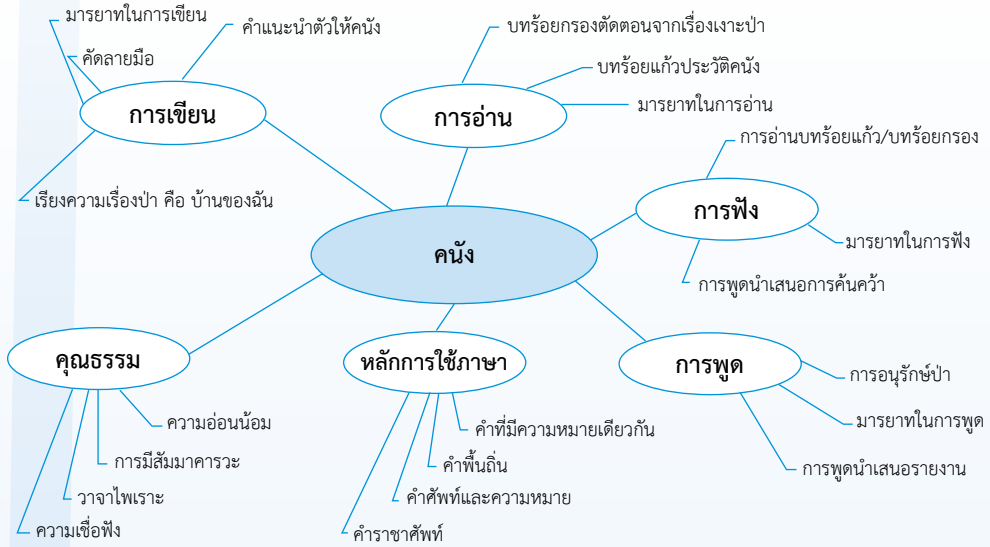 มารยาทในการเขียน
คำแนะนำตัวให้คนัง
คัดลายมือ
การเขียน
เรียงความเรื่องป่า คือ บ้านของฉัน
บทร้อยกรองตัดตอนจากเรื่องเงาะป่า
บทร้อยแก้วประวัติคนัง
มารยาทในการอ่าน
การอ่าน
การอ่านบทร้อยแก้ว/บทร้อยกรอง
การฟัง
มารยาทในการฟัง
การพูดนำเสนอการค้นคว้า
คนัง
คุณธรรม
ความอ่อนน้อม
การมีสัมมาคารวะ
วาจาไพเราะ
ความเชื่อฟัง
หลักการใช้ภาษา
คำที่มีความหมายเดียวกัน
คำพื้นถิ่น
คำศัพท์และความหมาย
คำราชาศัพท์
การพูด
การอนุรักษ์ป่า
มารยาทในการพูด
การพูดนำเสนอรายงาน